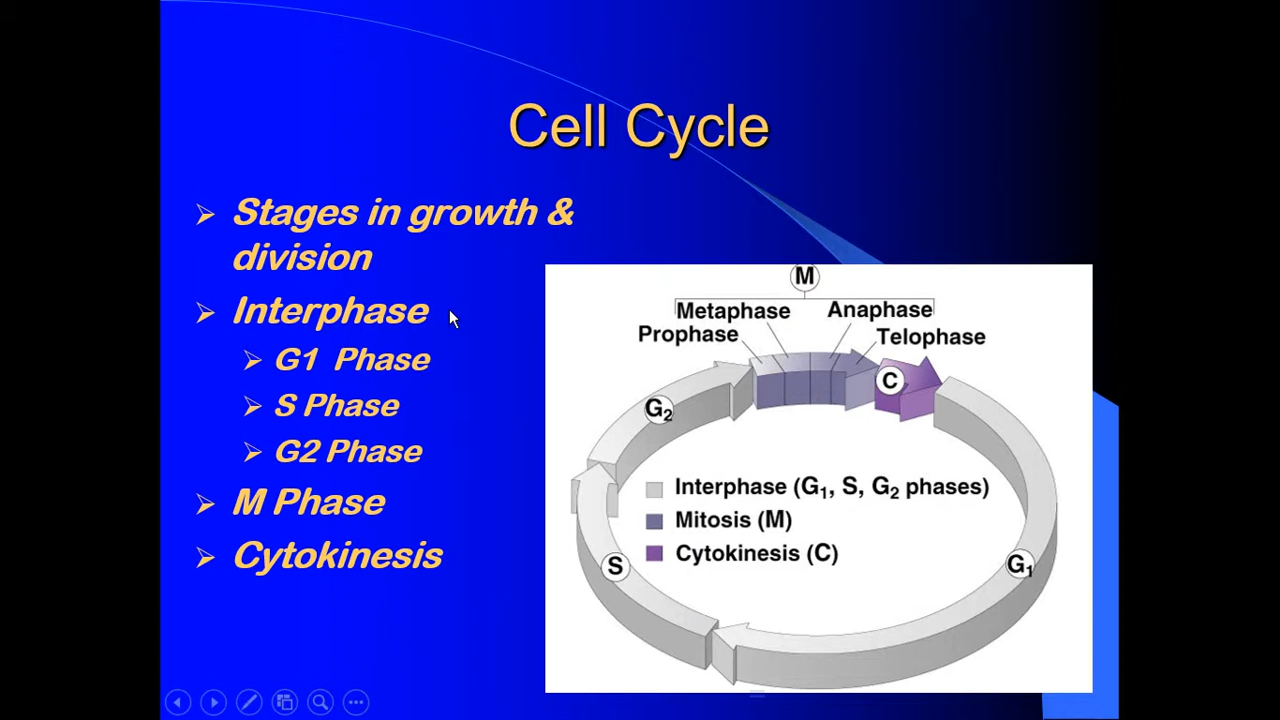 Cell Cycle
Stages in growth &
division
Interphase
G1 Phase
S Phase
G2 Phase
M Phase
Cytokinesis
M
Metaphase
Anaphase
Prophase
Telophase
C
G₂
Interphase (G₁, S, G₂ phases)
Mitosis (M)
Cytokinesis (C)
S
G₁